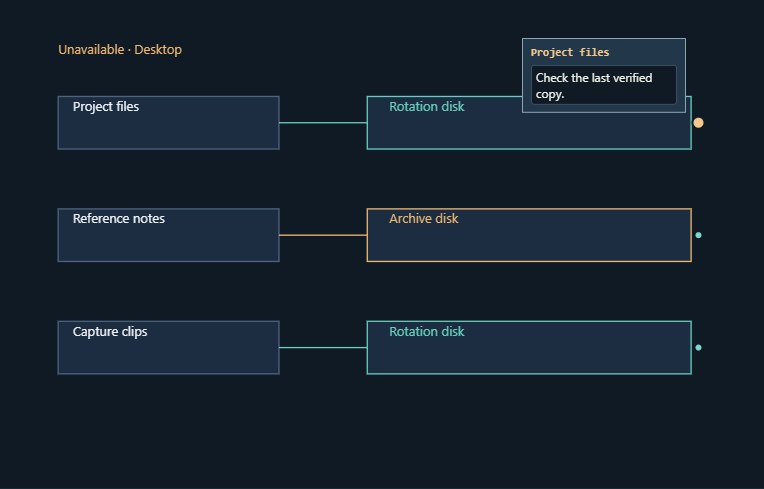 Unavailable · Desktop
Project files
Check the last verified
copy.
Project files
Rotation disk
Reference notes
Archive disk
Capture clips
Rotation disk